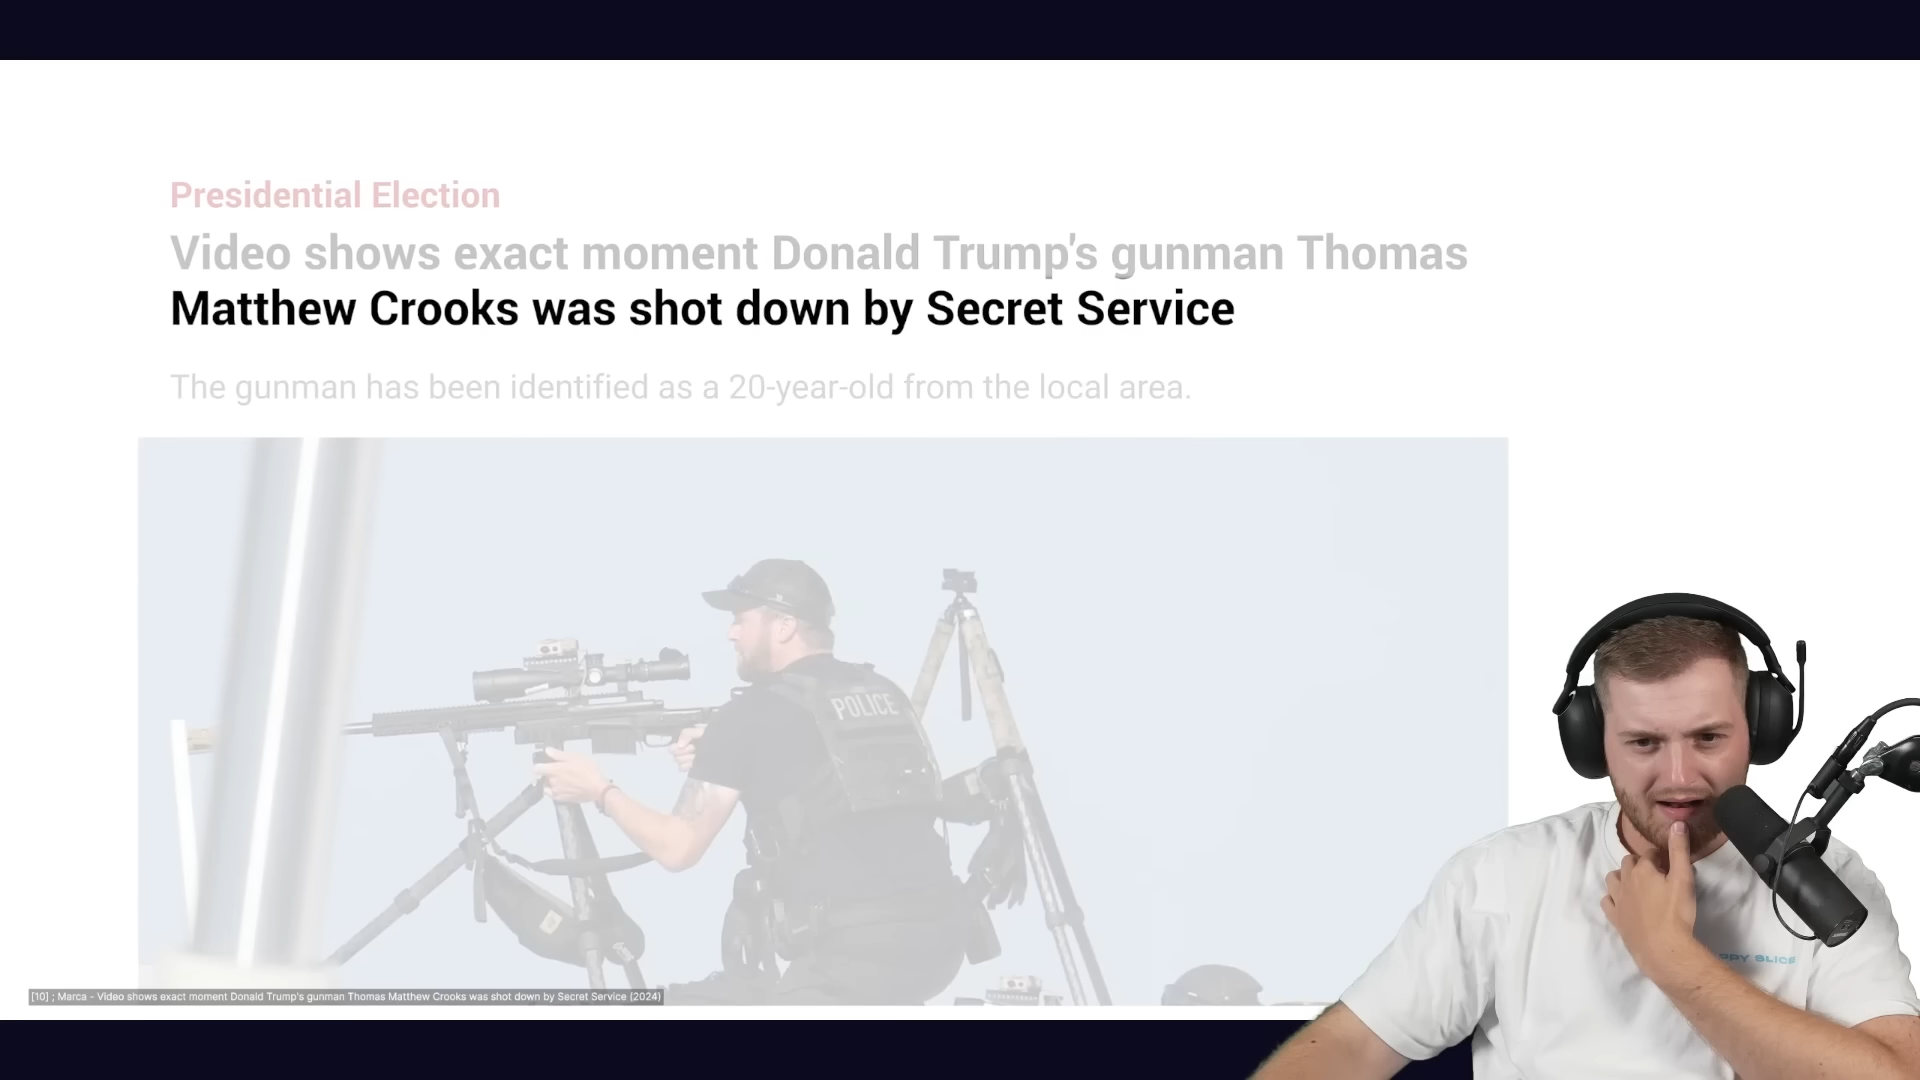 Presidential Election
Video shows exact moment Donald Trump's gunman Thomas
Matthew Crooks was shot down by Secret Service
The gunman has been identified as a 20-year-old from the local area.
POLICE
[10] ; Marca - Video shows exact moment Donald Trump's gunman Thomas Matthew Crooks was shot down by Secret Service (2024)
SLICE